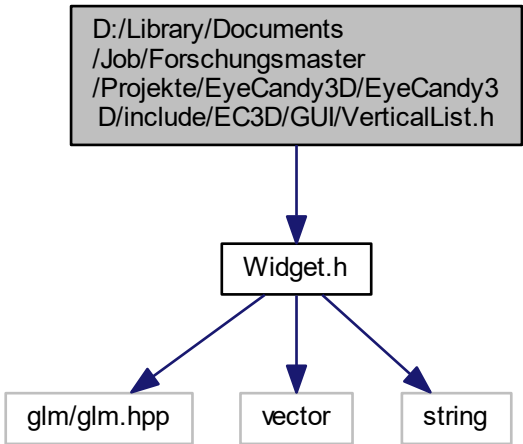 D:/Library/Documents
/Job/Forschungsmaster
/Projekte/EyeCandy3D/EyeCandy3
D/include/EC3D/GUI/VerticalList.h
Widget.h
glm/glm.hpp
vector
string